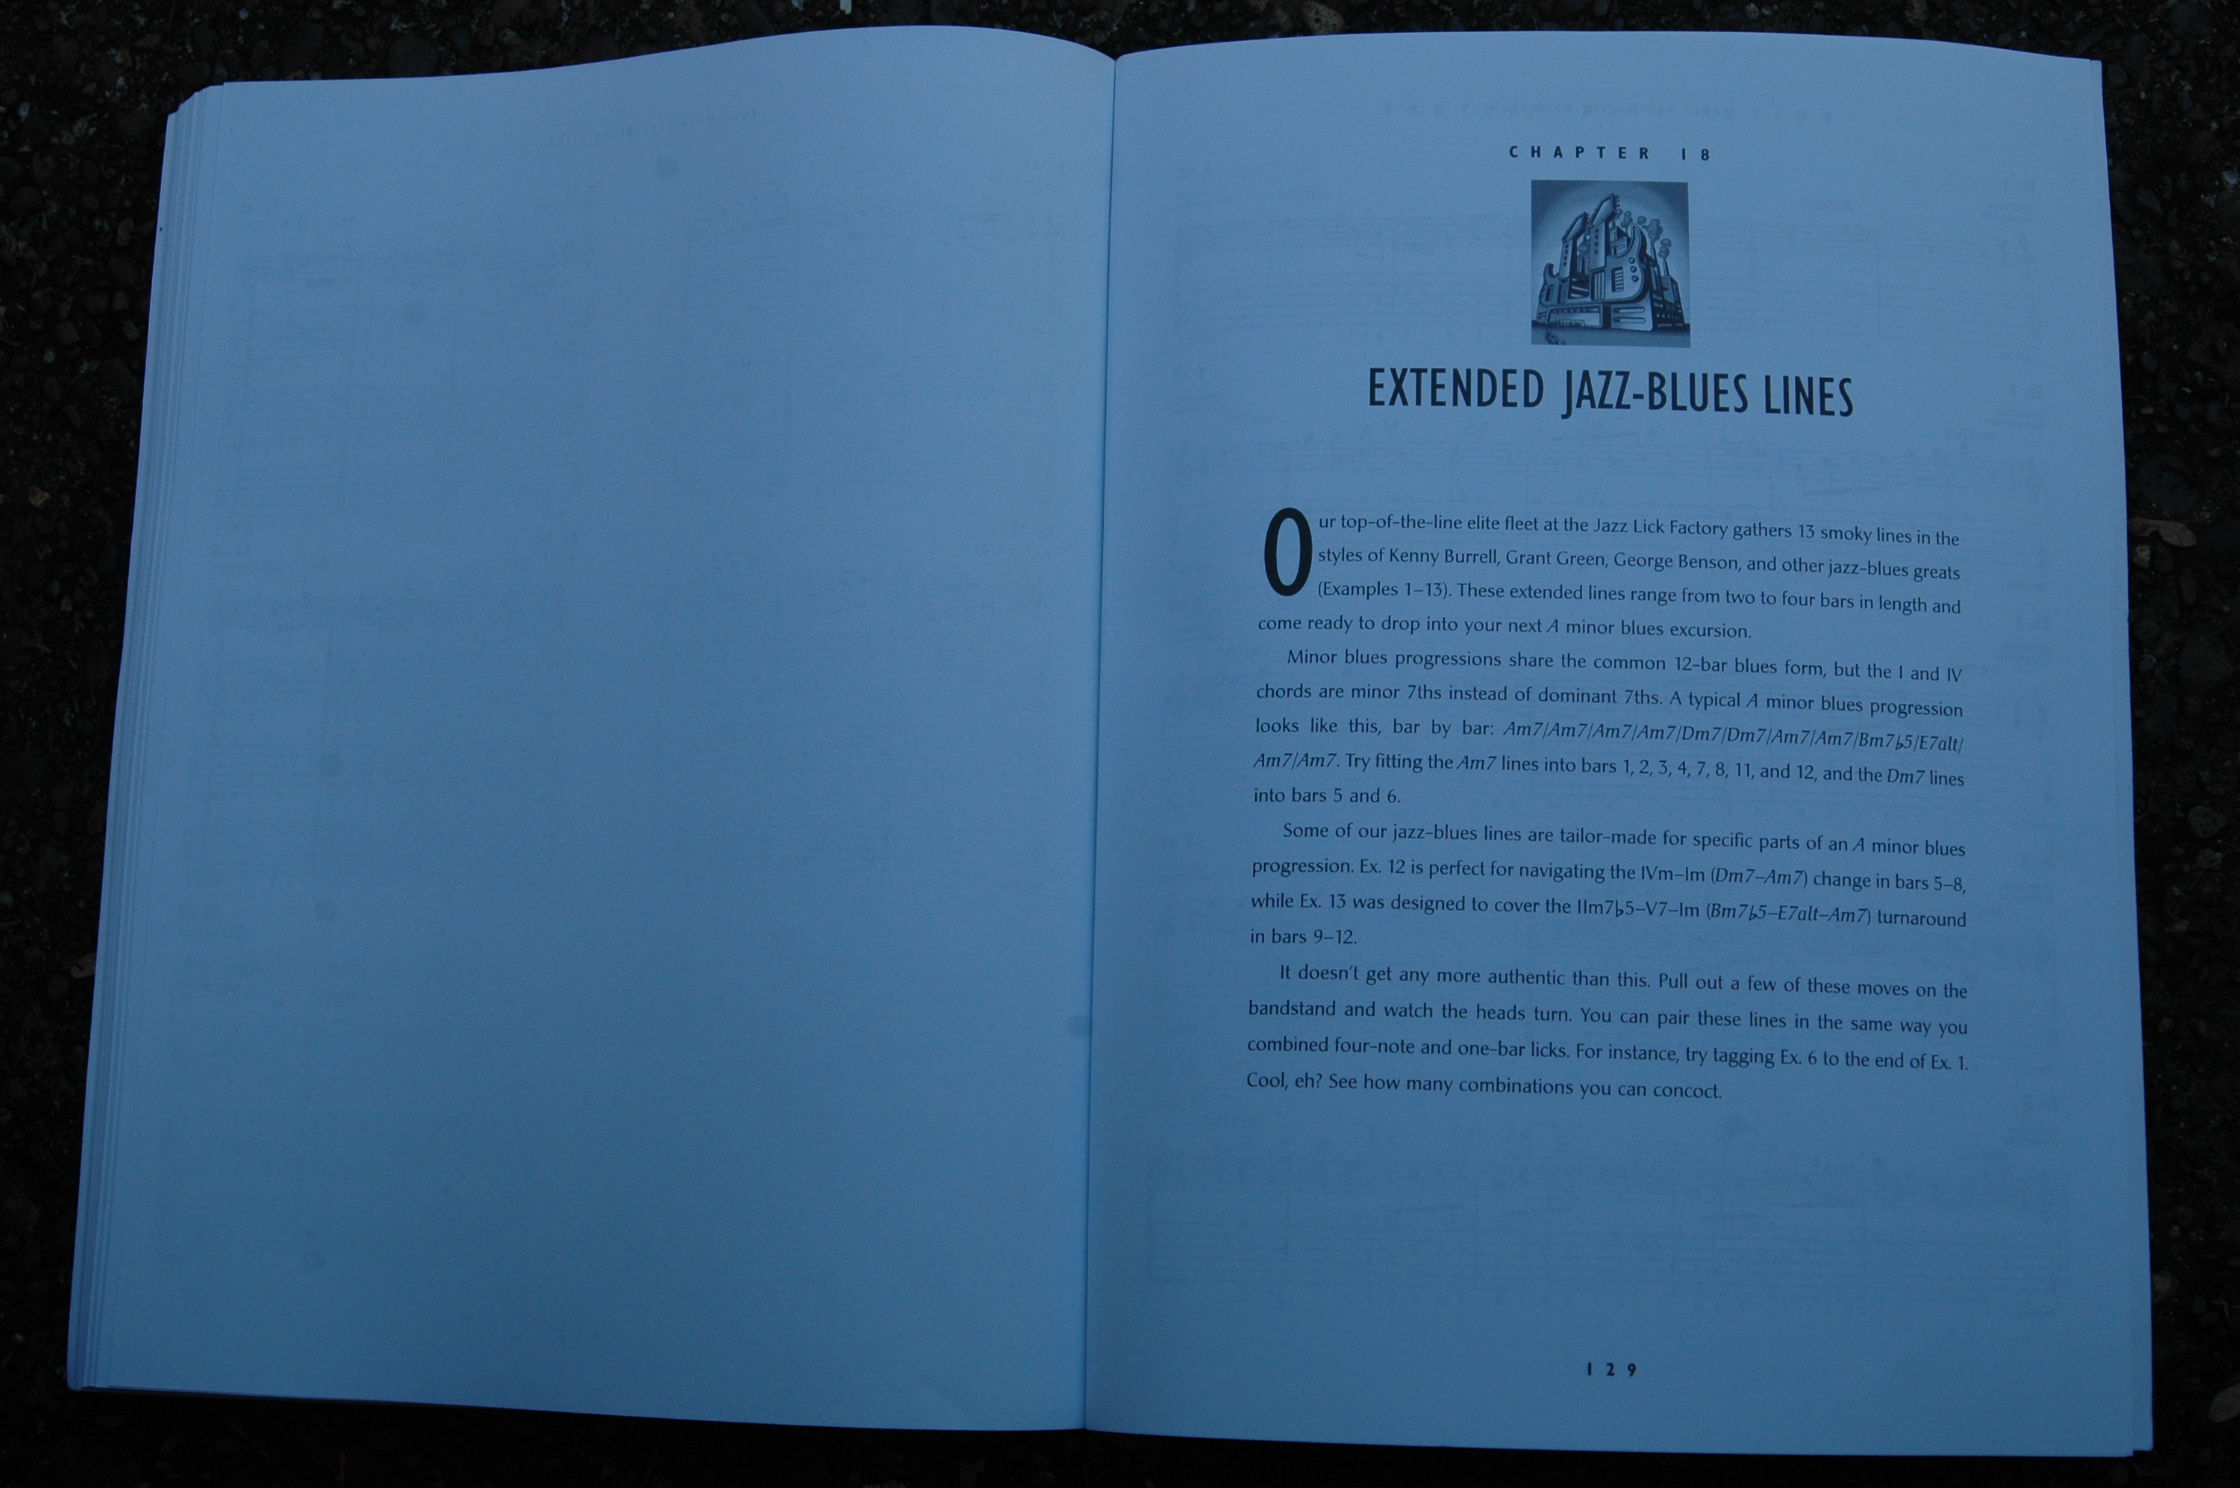 CHAPTER 18
EXTENDED JAZZ-BLUES LINES
Our top-of-the-line elite fleet at the Jazz Lick Factory gathers 13 smoky lines in the
styles of Kenny Burrell, Grant Green, George Benson, and other jazz-blues greats
(Examples 1–13). These extended lines range from two to four bars in length and
come ready to drop into your next A minor blues excursion.
Minor blues progressions share the common 12-bar blues form, but the I and IV
chords are minor 7ths instead of dominant 7ths. A typical A minor blues progression
looks like this, bar by bar: Am7/Am7/Am7/Am7/Dm7/Dm7/Am7/Am7/Bm7♭5/E7alt/
Am7/Am7. Try fitting the Am7 lines into bars 1, 2, 3, 4, 7, 8, 11, and 12, and the Dm7 lines
into bars 5 and 6.
Some of our jazz-blues lines are tailor-made for specific parts of an A minor blues
progression. Ex. 12 is perfect for navigating the IVm–Im (Dm7–Am7) change in bars 5–8,
while Ex. 13 was designed to cover the IIm7♭5–V7–Im (Bm7♭5–E7alt–Am7) turnaround
in bars 9–12.
It doesn't get any more authentic than this. Pull out a few of these moves on the
bandstand and watch the heads turn. You can pair these lines in the same way you
combined four-note and one-bar licks. For instance, try tagging Ex. 6 to the end of Ex. 1.
Cool, eh? See how many combinations you can concoct.
129